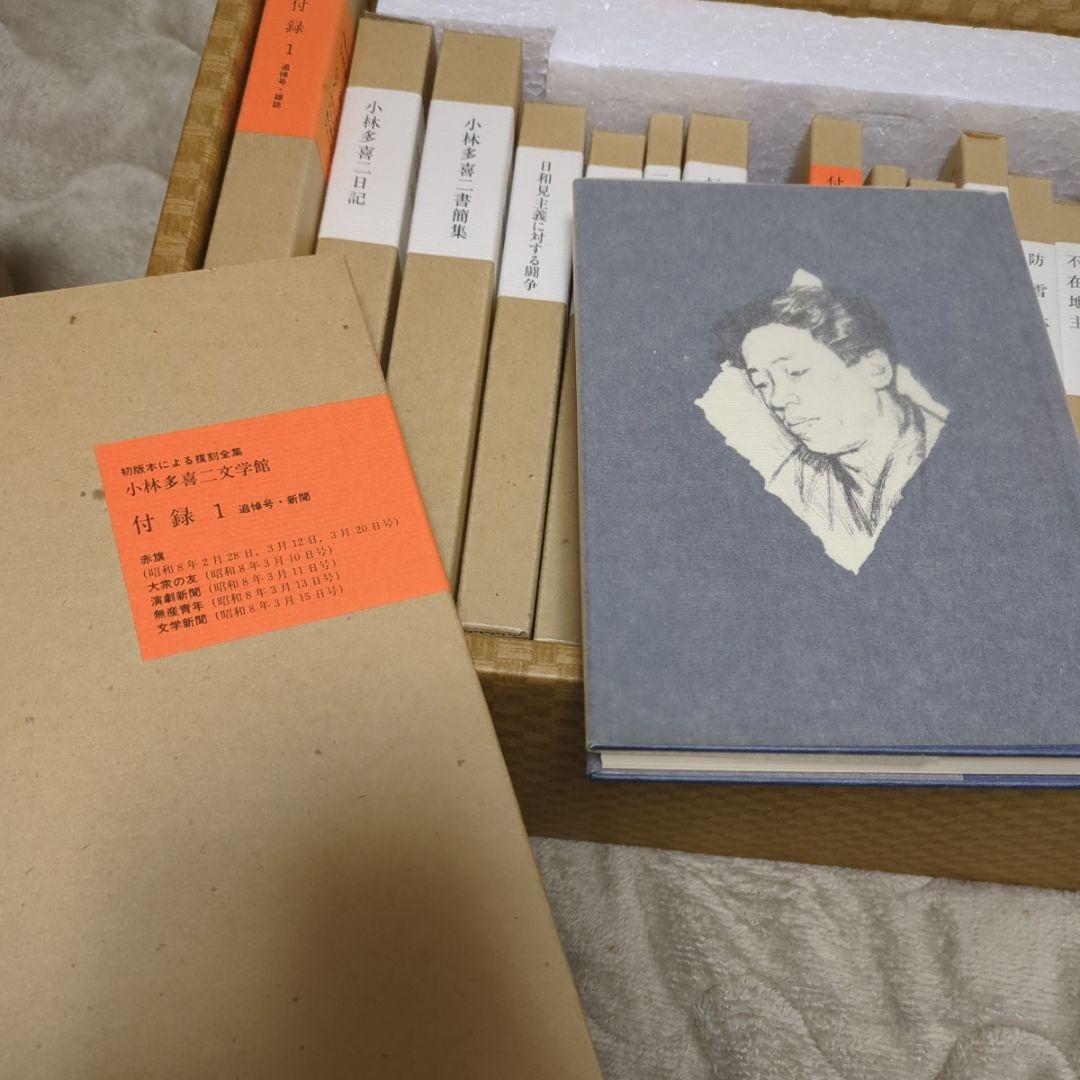 付録 1 追悼号・雑誌
小林多喜二日記
小林多喜二書簡集
日和見主義に対する闘争
付
防雪
不在地主
初版本による複刻全集
小林多喜二文学館
付録 1 追悼号・新聞
赤旗
(昭和8年2月28日，3月12日，3月20日号)
大衆の友 (昭和8年3月10日号)
演劇新聞 (昭和8年3月11日号)
無産青年 (昭和8年3月13日号)
文学新聞 (昭和8年3月15日号)